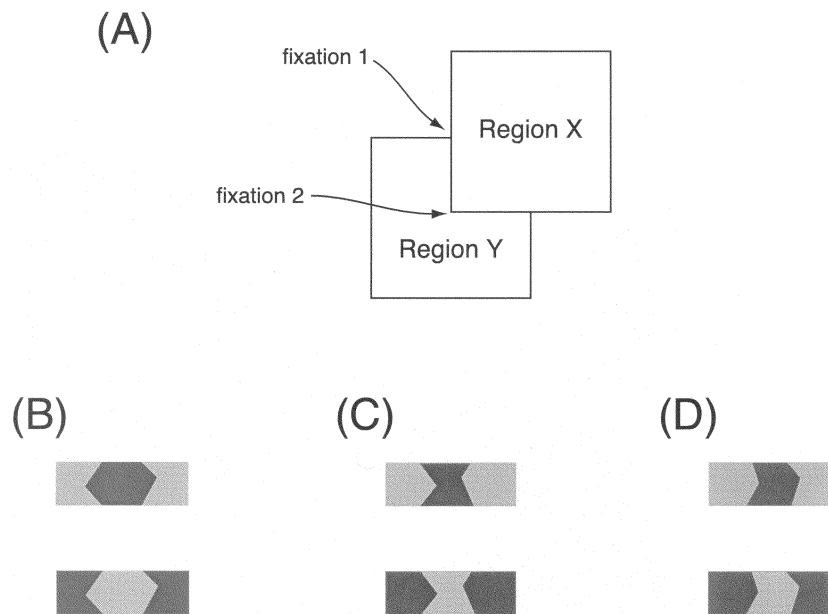 (A)
fixation 1
Region X
fixation 2
Region Y
(B)
(C)
(D)